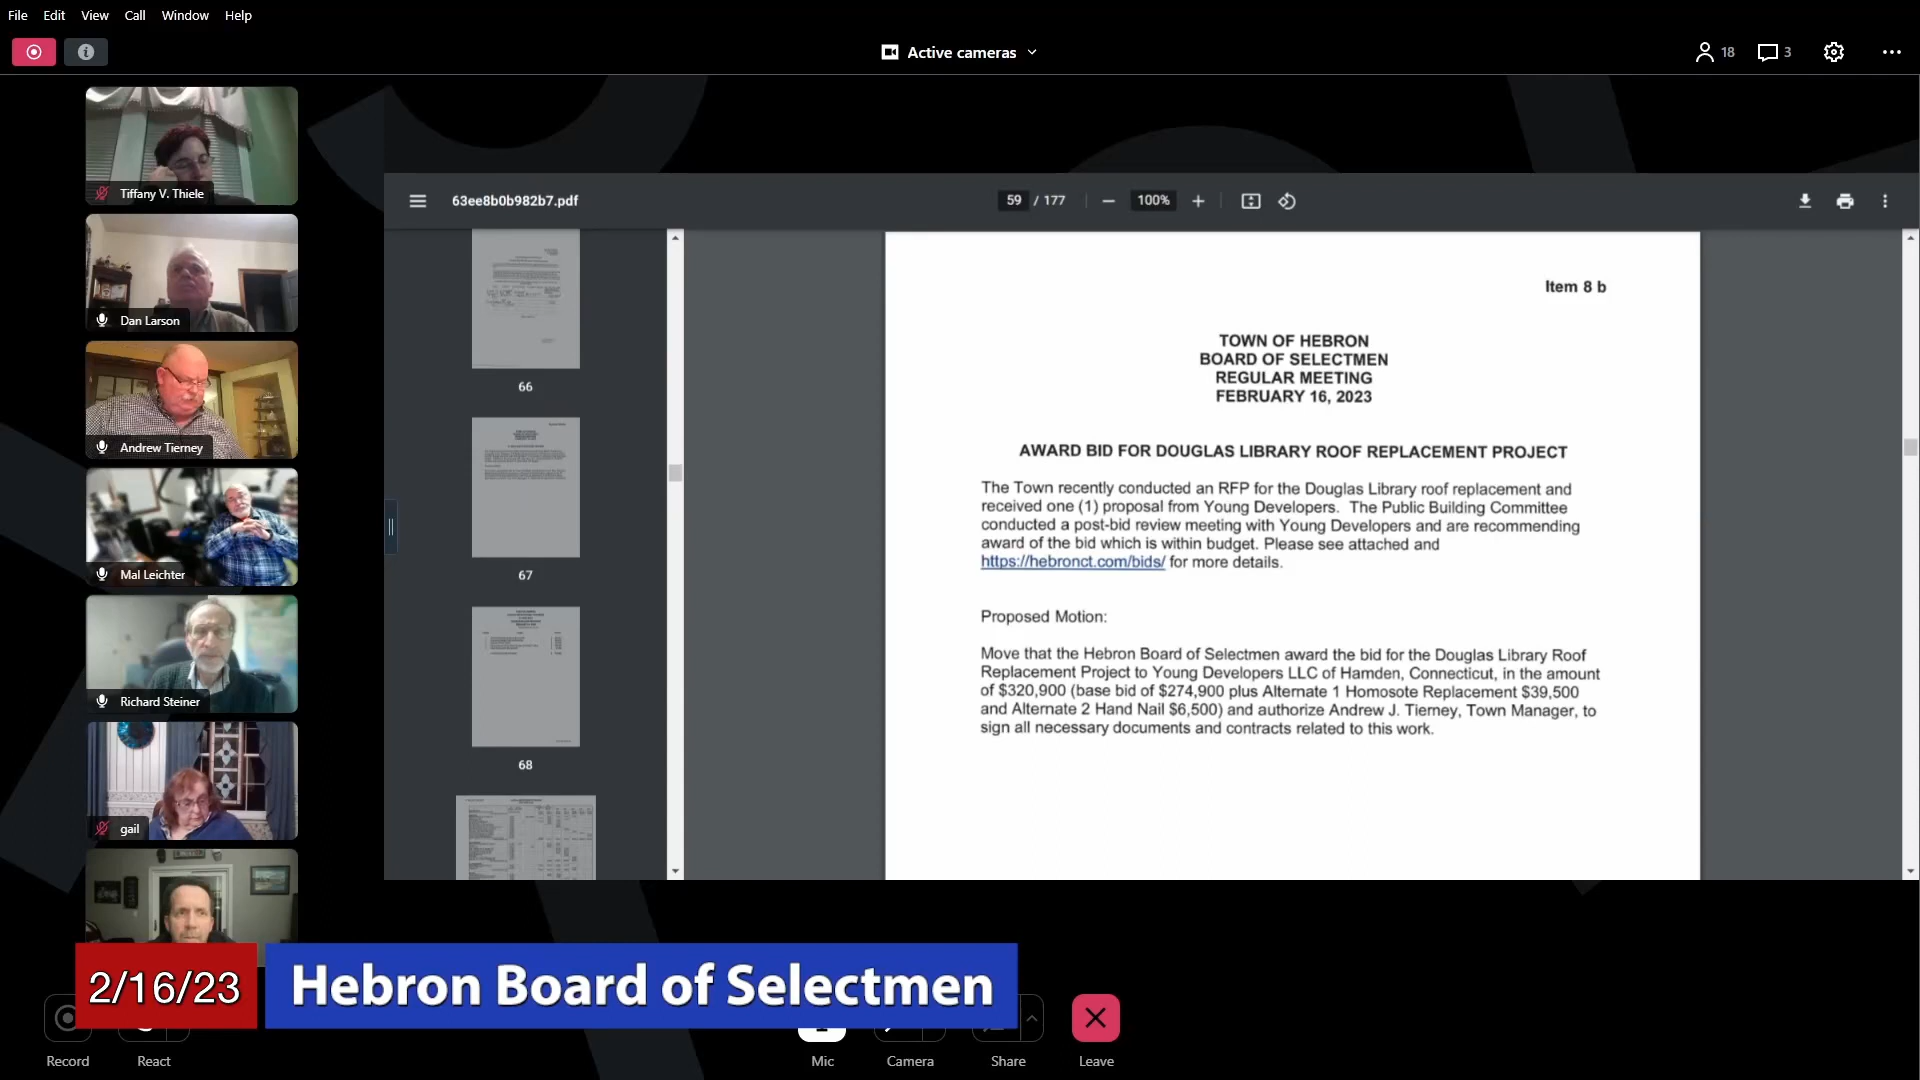 File Edit View Call Window Help
Active cameras
18
3
Tiffany V. Thiele
Dan Larson
Andrew Tierney
Mal Leichter
Richard Steiner
gail
63ee8b0b982b7.pdf
59 / 177
100%
66
67
68
Item 8 b
TOWN OF HEBRON
BOARD OF SELECTMEN
REGULAR MEETING
FEBRUARY 16, 2023
AWARD BID FOR DOUGLAS LIBRARY ROOF REPLACEMENT PROJECT
The Town recently conducted an RFP for the Douglas Library roof replacement and
received one (1) proposal from Young Developers. The Public Building Committee
conducted a post-bid review meeting with Young Developers and are recommending
award of the bid which is within budget. Please see attached and
https://hebronct.com/bids/ for more details.
Proposed Motion:
Move that the Hebron Board of Selectmen award the bid for the Douglas Library Roof
Replacement Project to Young Developers LLC of Hamden, Connecticut, in the amount
of $320,900 (base bid of $274,900 plus Alternate 1 Homosote Replacement $39,500
and Alternate 2 Hand Nail $6,500) and authorize Andrew J. Tierney, Town Manager, to
sign all necessary documents and contracts related to this work.
2/16/23
Hebron Board of Selectmen
Record
React
Mic
Camera
Share
Leave